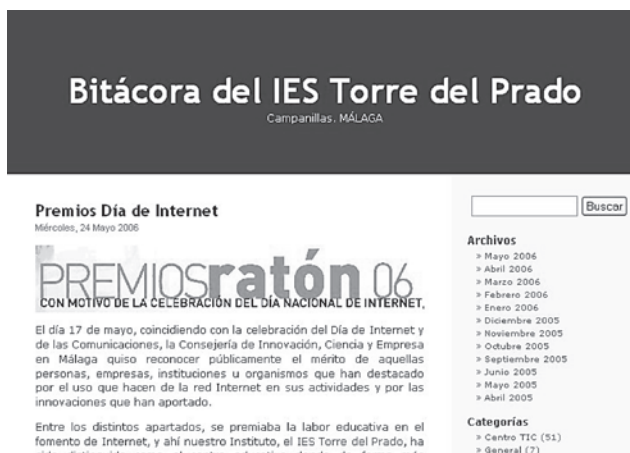 Bitácora del IES Torre del Prado
Campanillas. MÁLAGA
Premios Día de Internet
Miércoles, 24 Mayo 2006
PREMIOSratón 06
CON MOTIVO DE LA CELEBRACIÓN DEL DÍA NACIONAL DE INTERNET,
El día 17 de mayo, coincidiendo con la celebración del Día de Internet y
de las Comunicaciones, la Consejería de Innovación, Ciencia y Empresa
en Málaga quiso reconocer públicamente el mérito de aquellas
personas, empresas, instituciones u organismos que han destacado
por el uso que hacen de la red Internet en sus actividades y por las
innovaciones que han aportado.
Entre los distintos apartados, se premiaba la labor educativa en el
fomento de Internet, y ahí nuestro Instituto, el IES Torre del Prado, ha
Buscar
Archivos
» Mayo 2006
» Abril 2006
» Marzo 2006
» Febrero 2006
» Enero 2006
» Diciembre 2005
» Noviembre 2005
» Octubre 2005
» Septiembre 2005
» Junio 2005
» Mayo 2005
» Abril 2005
Categorías
» Centro TIC (51)
» General (7)